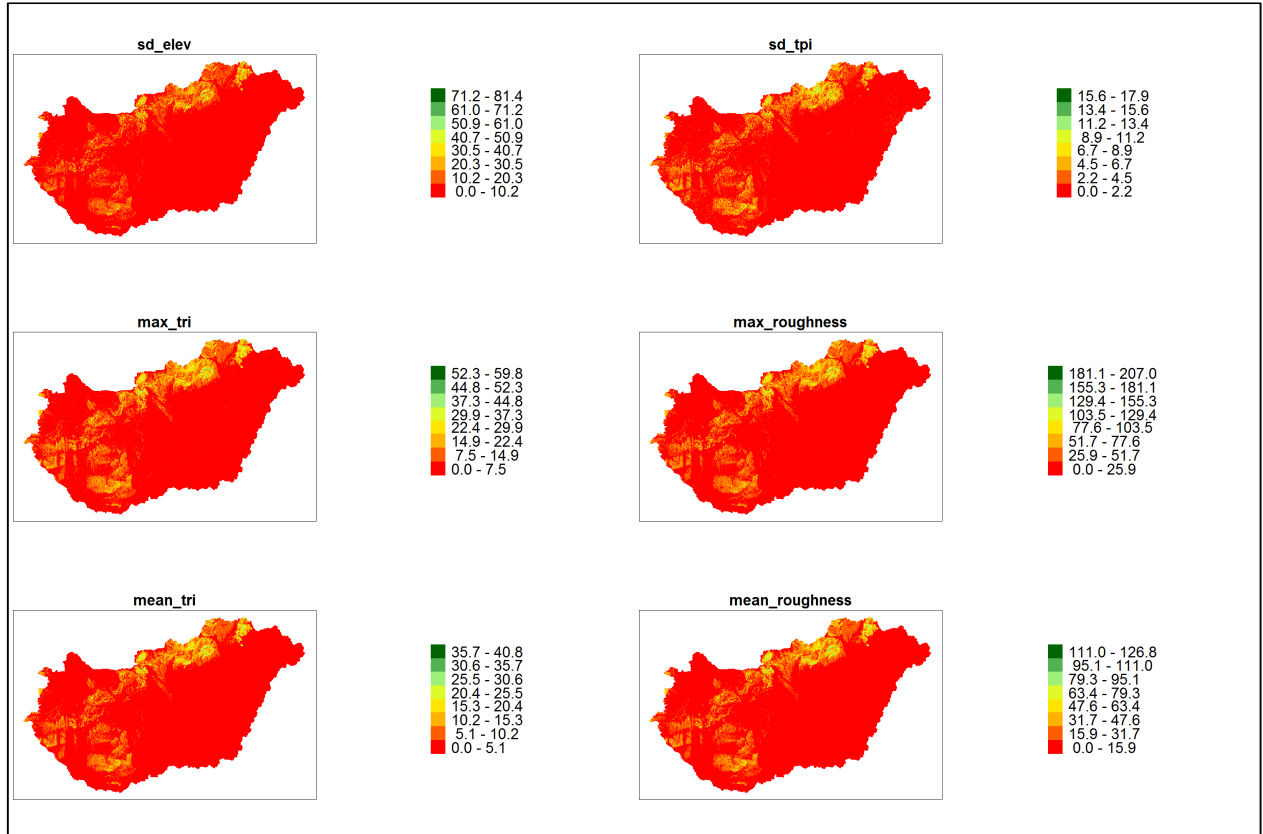 sd_elev
71.2 - 81.4
61.0 - 71.2
50.9 - 61.0
40.7 - 50.9
30.5 - 40.7
20.3 - 30.5
10.2 - 20.3
0.0 - 10.2
sd_tpi
15.6 - 17.9
13.4 - 15.6
11.2 - 13.4
8.9 - 11.2
6.7 - 8.9
4.5 - 6.7
2.2 - 4.5
0.0 - 2.2
max_tri
52.3 - 59.8
44.8 - 52.3
37.3 - 44.8
29.9 - 37.3
22.4 - 29.9
14.9 - 22.4
7.5 - 14.9
0.0 - 7.5
max_roughness
181.1 - 207.0
155.3 - 181.1
129.4 - 155.3
103.5 - 129.4
77.6 - 103.5
51.7 - 77.6
25.9 - 51.7
0.0 - 25.9
mean_tri
35.7 - 40.8
30.6 - 35.7
25.5 - 30.6
20.4 - 25.5
15.3 - 20.4
10.2 - 15.3
5.1 - 10.2
0.0 - 5.1
mean_roughness
111.0 - 126.8
95.1 - 111.0
79.3 - 95.1
63.4 - 79.3
47.6 - 63.4
31.7 - 47.6
15.9 - 31.7
0.0 - 15.9